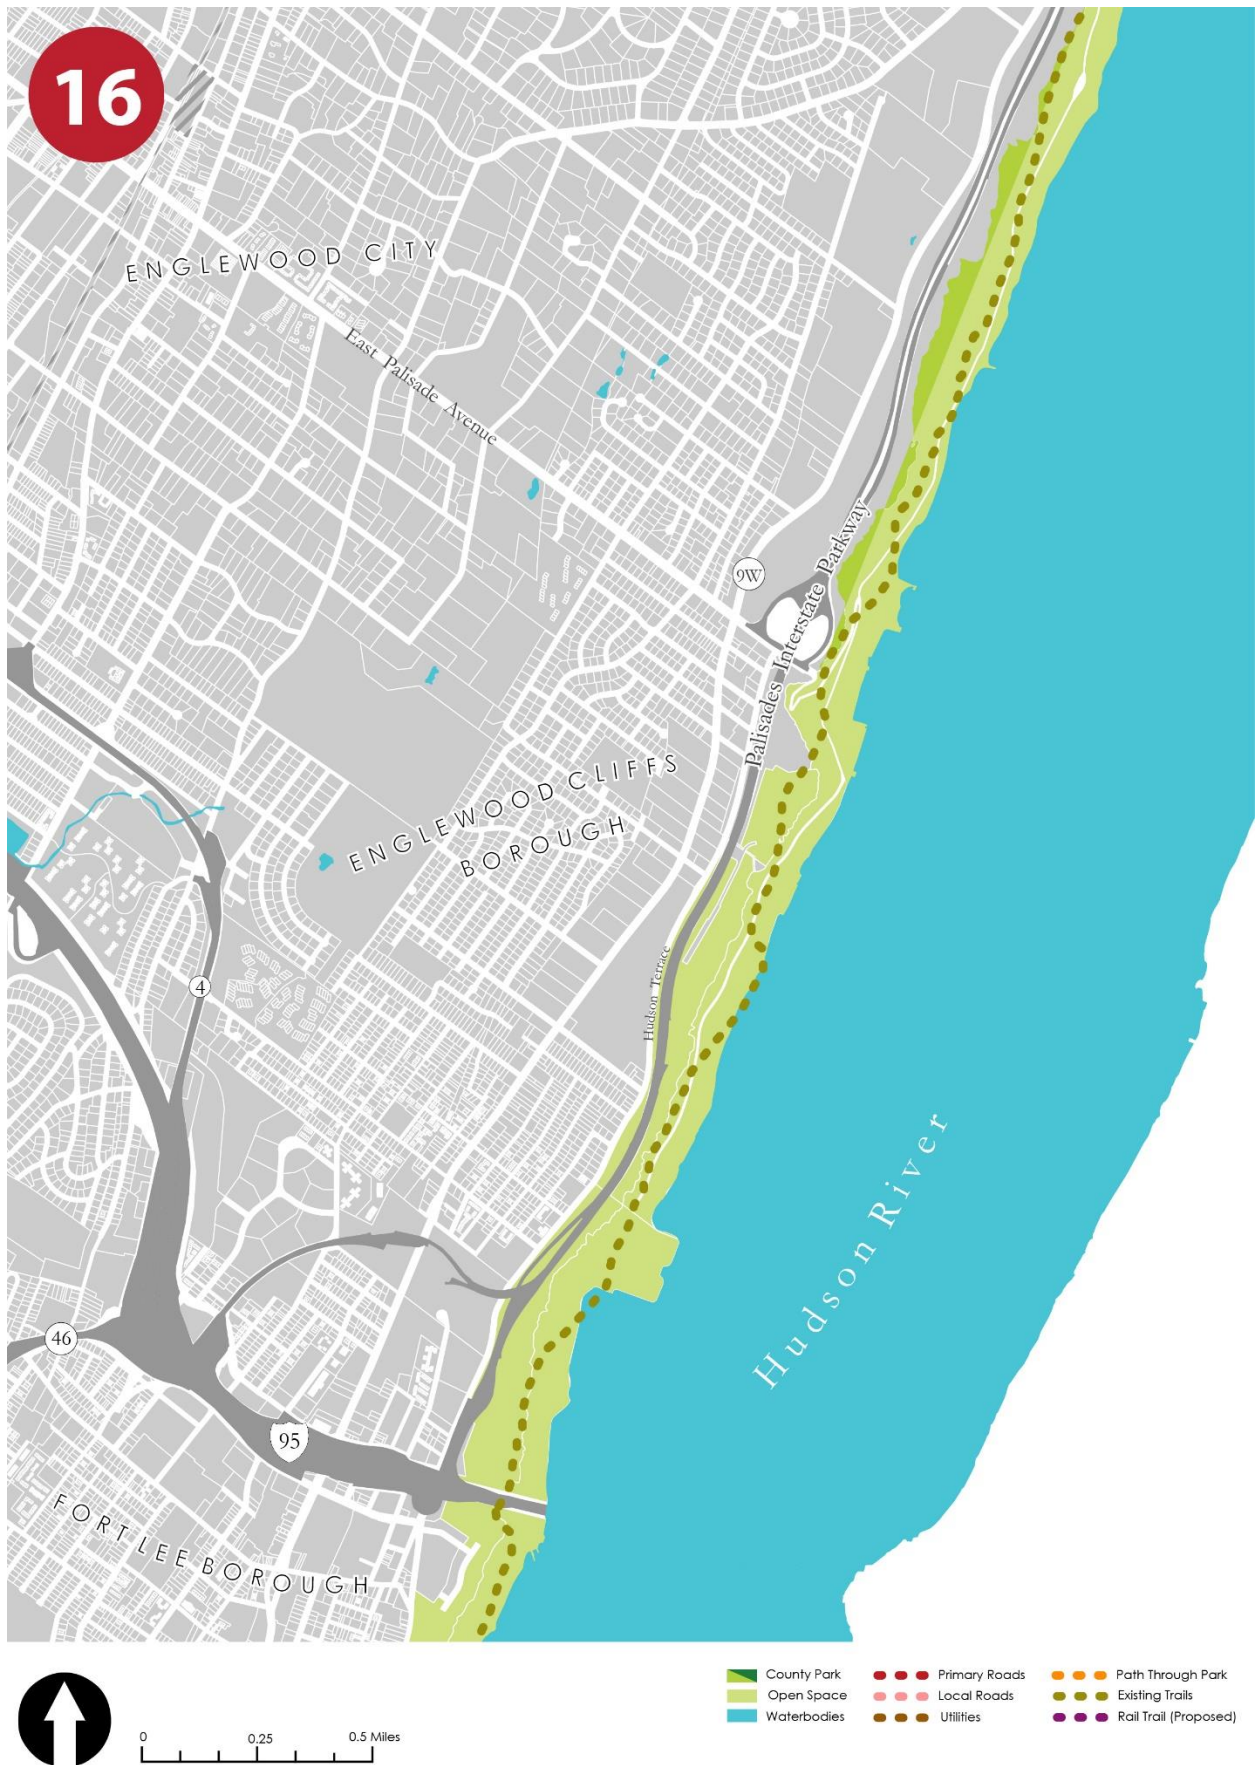 16
ENGLEWOOD CITY
East Palisade Avenue
9W
Palisades Interstate Parkway
ENGLEWOOD CLIFFS
BOROUGH
Hudson Terrace
4
Hudson River
46
95
FORT LEE BOROUGH
0 0.25 0.5 Miles
County Park
Open Space
Waterbodies
Primary Roads
Local Roads
Utilities
Path Through Park
Existing Trails
Rail Trail (Proposed)